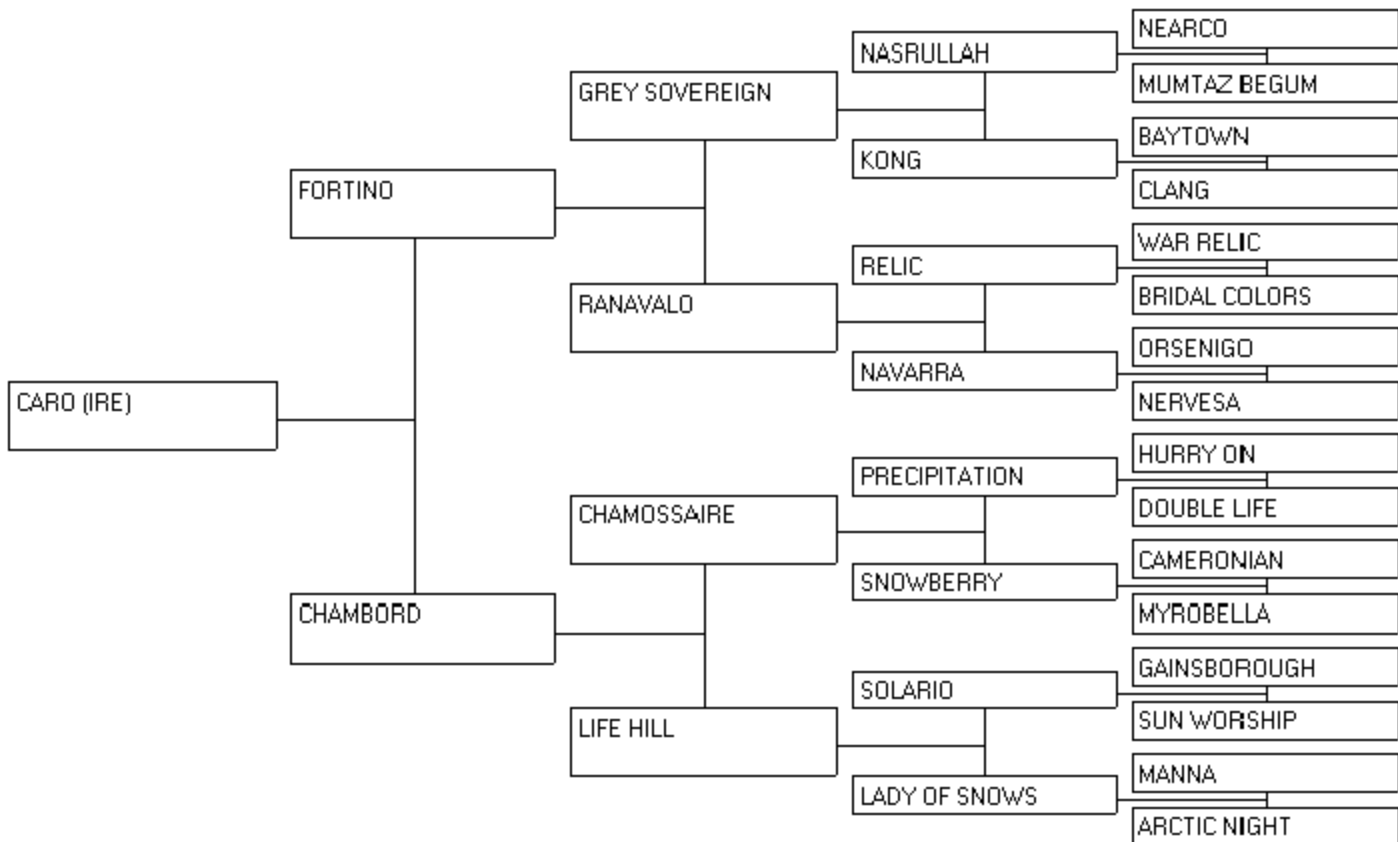 NEARCO
NASRULLAH
MUMTAZ BEGUM
GREY SOVEREIGN
BAYTOWN
KONG
CLANG
FORTINO
WAR RELIC
RELIC
BRIDAL COLORS
RANAVALO
ORSENIGO
NAVARRA
NERVESA
CARO (IRE)
HURRY ON
PRECIPITATION
DOUBLE LIFE
CHAMOSSAIRE
CAMERONIAN
SNOWBERRY
MYROBELLA
CHAMBORD
GAINSBOROUGH
SOLARIO
SUN WORSHIP
LIFE HILL
MANNA
LADY OF SNOWS
ARCTIC NIGHT